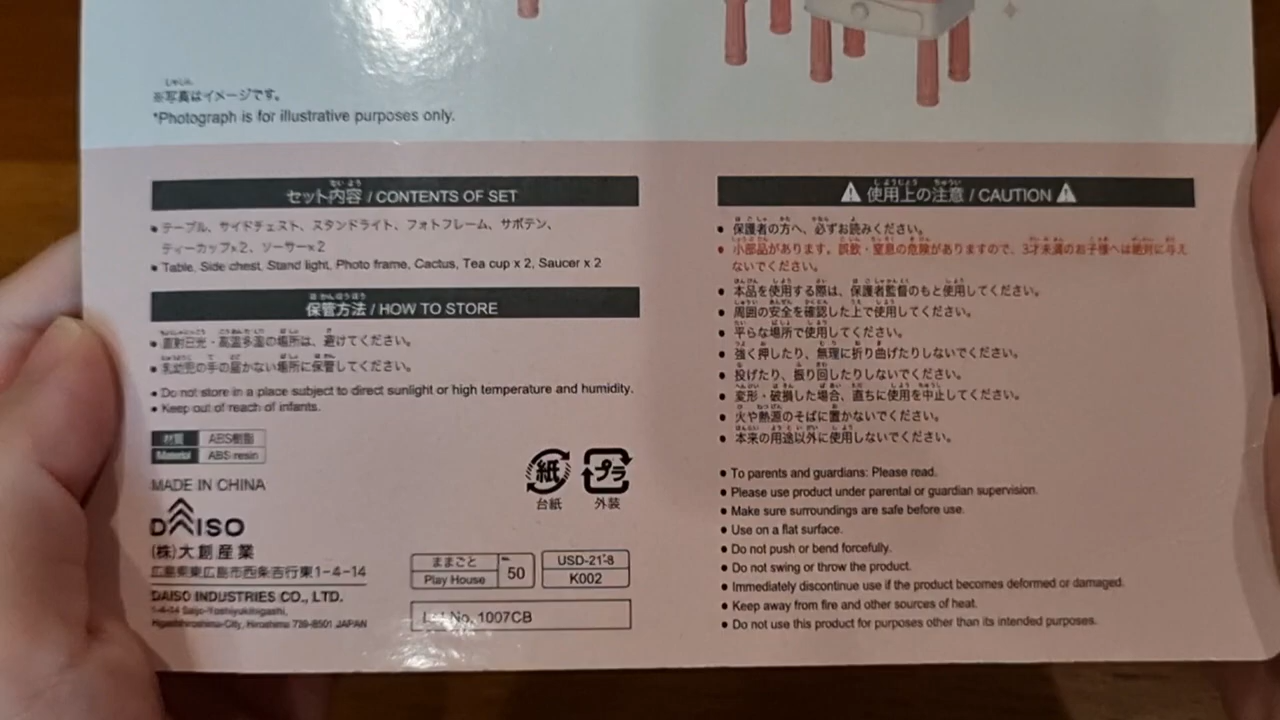 ※写真はイメージです。
*Photograph is for illustrative purposes only.
セット内容 / CONTENTS OF SET
• テーブル、サイドチェスト、スタンドライト、フォトフレーム、サボテン、
ティーカップ×2、ソーサー×2
• Table, Side chest, Stand light, Photo frame, Cactus, Tea cup x 2, Saucer x 2
保管方法 / HOW TO STORE
• 直射日光・高温多湿の場所は、避けてください。
• 乳幼児の手の届かない場所に保管してください。
• Do not store in a place subject to direct sunlight or high temperature and humidity.
• Keep out of reach of infants.
材質 ABS樹脂
Material ABS resin
MADE IN CHINA
DAISO
(株)大創産業
広島県東広島市西条吉行東1-4-14
DAISO INDUSTRIES CO., LTD.
1-4-14 Saijo-Yoshiyukihigashi,
Higashihiroshima-City, Hiroshima 739-8501 JAPAN
紙 プラ
台紙 外装
ままごと
Play House
No. 50
USD-21-8
K002
Lot No. 1007CB
⚠ 使用上の注意 / CAUTION ⚠
• 保護者の方へ、必ずお読みください。
• 小部品があります。誤飲・窒息の危険がありますので、3才未満のお子様へは絶対に与え
ないでください。
• 本品を使用する際は、保護者監督のもと使用してください。
• 周囲の安全を確認した上で使用してください。
• 平らな場所で使用してください。
• 強く押したり、無理に折り曲げたりしないでください。
• 投げたり、振り回したりしないでください。
• 変形・破損した場合、直ちに使用を中止してください。
• 火や熱源のそばに置かないでください。
• 本来の用途以外に使用しないでください。
• To parents and guardians: Please read.
• Please use product under parental or guardian supervision.
• Make sure surroundings are safe before use.
• Use on a flat surface.
• Do not push or bend forcefully.
• Do not swing or throw the product.
• Immediately discontinue use if the product becomes deformed or damaged.
• Keep away from fire and other sources of heat.
• Do not use this product for purposes other than its intended purposes.